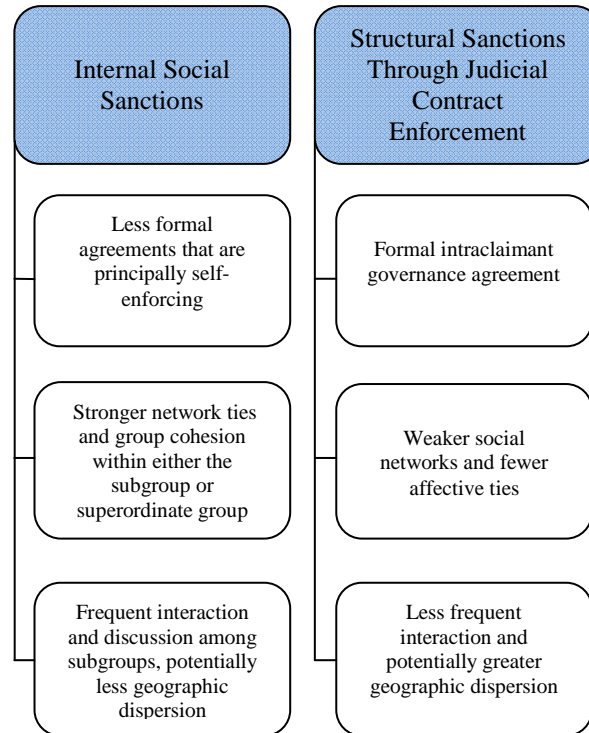 Internal Social
Sanctions
Less formal
agreements that are
principally self-
enforcing
Stronger network ties
and group cohesion
within either the
subgroup or
superordinate group
Frequent interaction
and discussion among
subgroups, potentially
less geographic
dispersion
Structural Sanctions
Through Judicial
Contract
Enforcement
Formal intraclaimant
governance agreement
Weaker social
networks and fewer
affective ties
Less frequent
interaction and
potentially greater
geographic dispersion